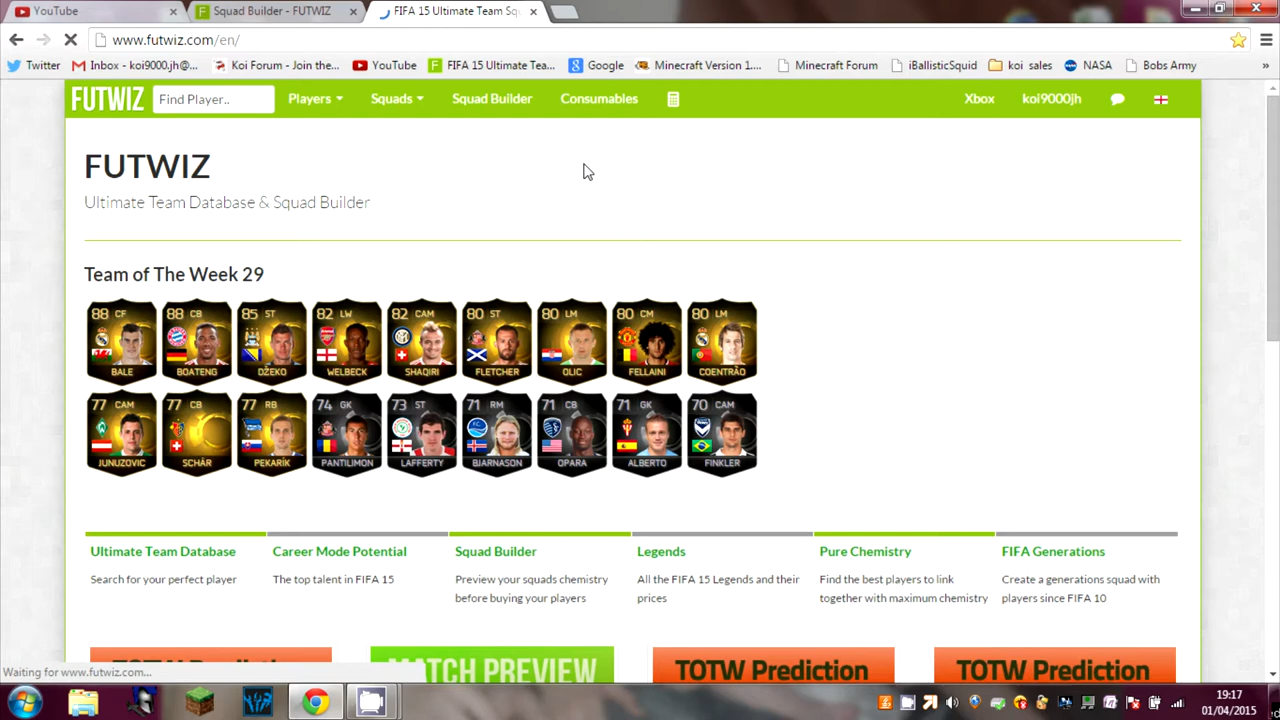 YouTube
Squad Builder - FUTWIZ
FIFA 15 Ultimate Team Squ
www.futwiz.com/en/
Twitter
Inbox - koi9000.jh@...
Koi Forum - Join the...
YouTube
FIFA 15 Ultimate Tea...
Google
Minecraft Version 1....
Minecraft Forum
iBallisticSquid
koi sales
NASA
Bobs Army
»
FUTWIZ
Find Player..
Players
Squads
Squad Builder
Consumables
Xbox
koi9000jh
FUTWIZ
Ultimate Team Database & Squad Builder
Team of The Week 29
88 CF
BALE
88 CB
BOATENG
85 ST
DŽEKO
82 LW
WELBECK
82 CAM
SHAQIRI
80 ST
FLETCHER
80 LM
OLIC
80 CM
FELLAINI
80 LM
COENTRÃO
77 CAM
JUNUZOVIC
77 CB
SCHÄR
77 RB
PEKARÍK
74 GK
PANTILIMON
73 ST
LAFFERTY
71 RM
BJARNASON
71 CB
OPARA
71 GK
ALBERTO
70 CAM
FINKLER
Ultimate Team Database
Search for your perfect player
Career Mode Potential
The top talent in FIFA 15
Squad Builder
Preview your squads chemistry
before buying your players
Legends
All the FIFA 15 Legends and their
prices
Pure Chemistry
Find the best players to link
together with maximum chemistry
FIFA Generations
Create a generations squad with
players since FIFA 10
TOTW Prediction
MATCH PREVIEW
TOTW Prediction
TOTW Prediction
Waiting for www.futwiz.com...
19:17
01/04/2015